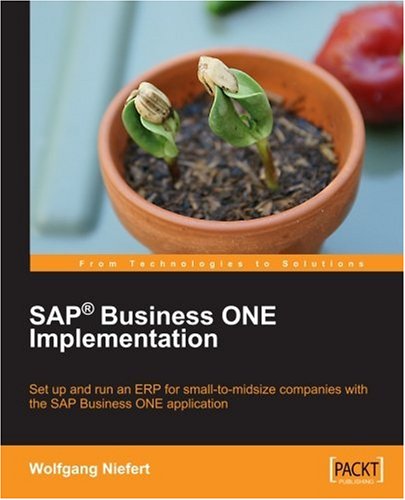 From Technologies to Solutions
SAP® Business ONE
Implementation
Set up and run an ERP for small-to-midsize companies with
the SAP Business ONE application
Wolfgang Niefert
PACKT
PUBLISHING